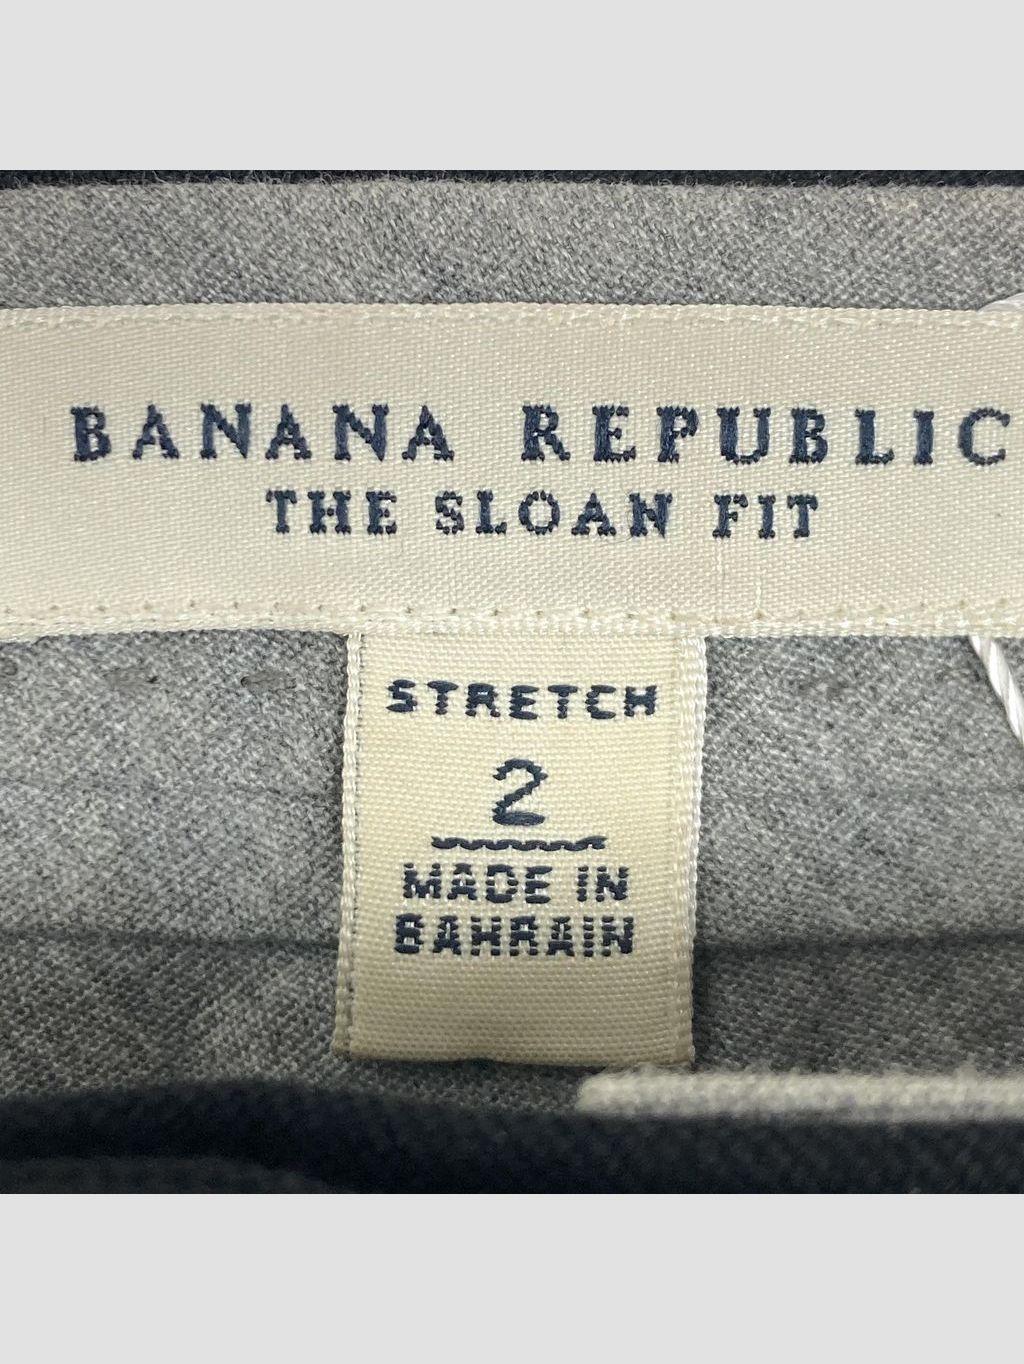 BANANA REPUBLIC
THE SLOAN FIT
STRETCH
2
MADE IN
BAHRAIN